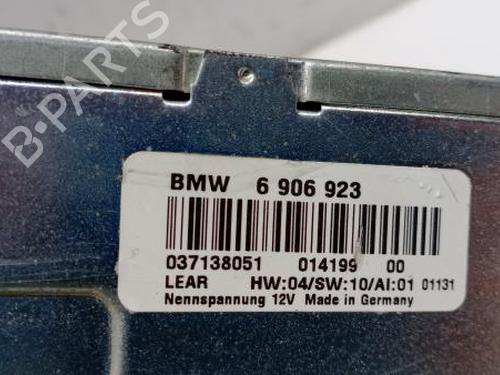 B-PARTS
BMW 6 906 923
037138051 014199 00
LEAR HW:04/SW:10/AI:01 01131
Nennspannung 12V Made in Germany